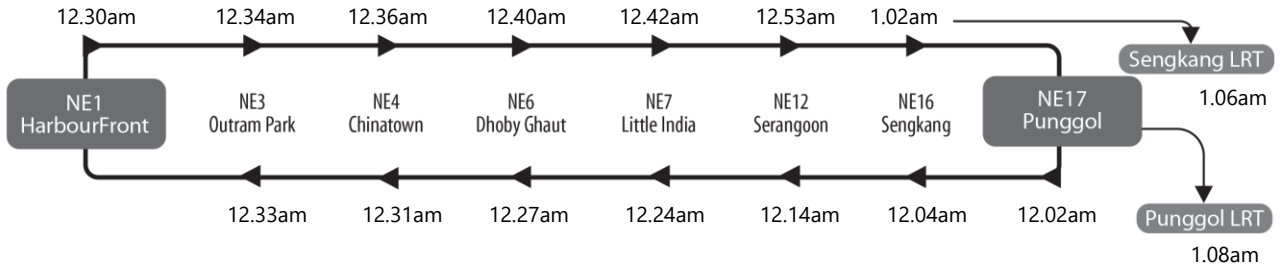 12.30am 12.34am 12.36am 12.40am 12.42am 12.53am 1.02am
Sengkang LRT
1.06am
NE1
HarbourFront
NE3
Outram Park
NE4
Chinatown
NE6
Dhoby Ghaut
NE7
Little India
NE12
Serangoon
NE16
Sengkang
NE17
Punggol
12.33am 12.31am 12.27am 12.24am 12.14am 12.04am 12.02am
Punggol LRT
1.08am